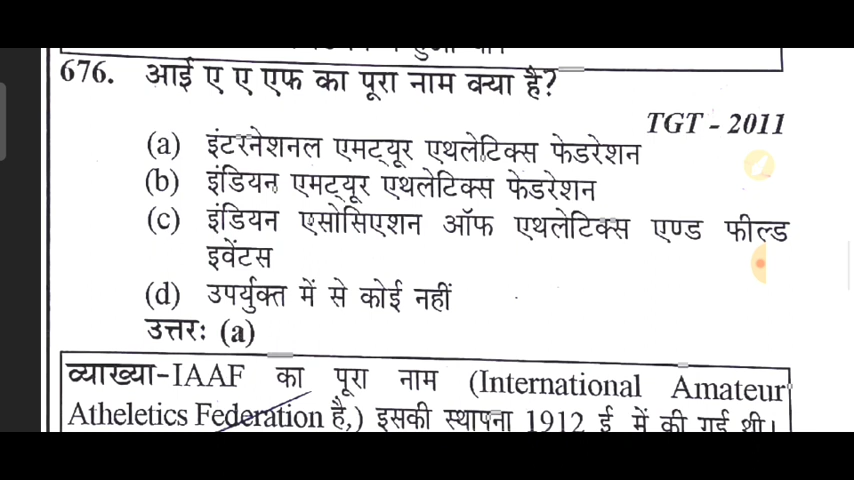 676. आई ए ए एफ का पूरा नाम क्या है?
TGT - 2011
(a) इंटरनेशनल एमट्यूर एथलेटिक्स फेडरेशन
(b) इंडियन एमट्यूर एथलेटिक्स फेडरेशन
(c) इंडियन एसोसिएशन ऑफ एथलेटिक्स एण्ड फील्ड
इवेंटस
(d) उपर्युक्त में से कोई नहीं
उत्तरः (a)
व्याख्या-IAAF का पूरा नाम (International Amateur
Atheletics Federation है,) इसकी स्थापना 1912 ई में की गई थी।